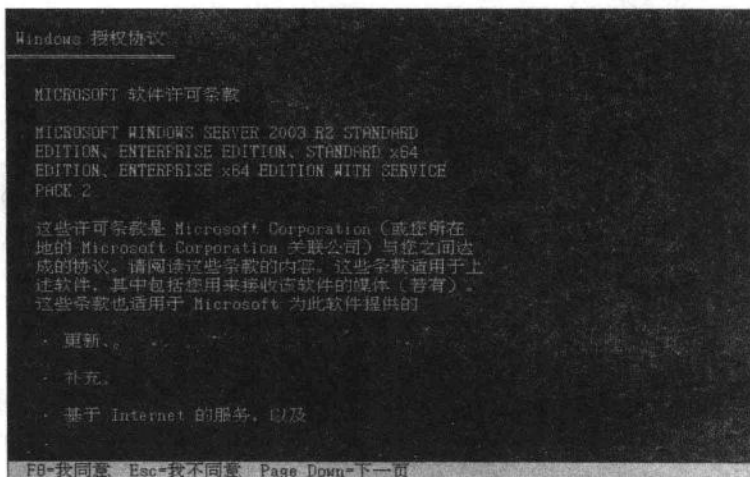 Windows 授权协议
MICROSOFT 软件许可条款
MICROSOFT WINDOWS SERVER 2003 R2 STANDARD
EDITION、ENTERPRISE EDITION、STANDARD x64
EDITION、ENTERPRISE x64 EDITION WITH SERVICE
PACK 2
这些许可条款是 Microsoft Corporation（或您所在
地的 Microsoft Corporation 关联公司）与您之间达
成的协议。请阅读这些条款的内容。这些条款适用于上
述软件，其中包括您用来接收该软件的媒体（若有）。
这些条款也适用于 Microsoft 为此软件提供的
· 更新、。
· 补充、
· 基于 Internet 的服务，以及
F8=我同意 Esc=我不同意 Page Down=下一页